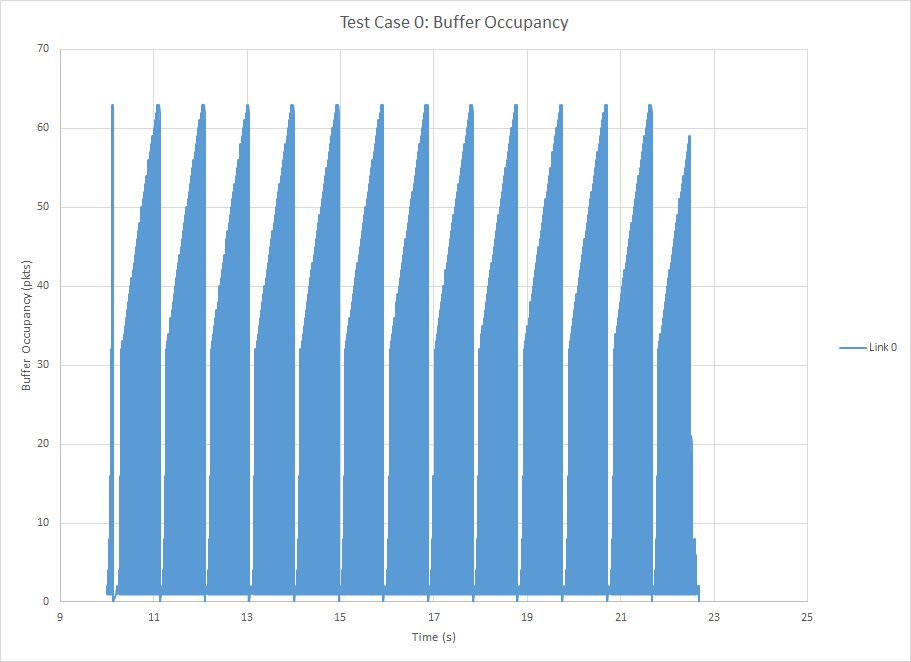 Test Case 0: Buffer Occupancy
70
60
50
40
30
20
10
0
Buffer Occupancy (pkts)
9 11 13 15 17 19 21 23 25
Time (s)
Link 0